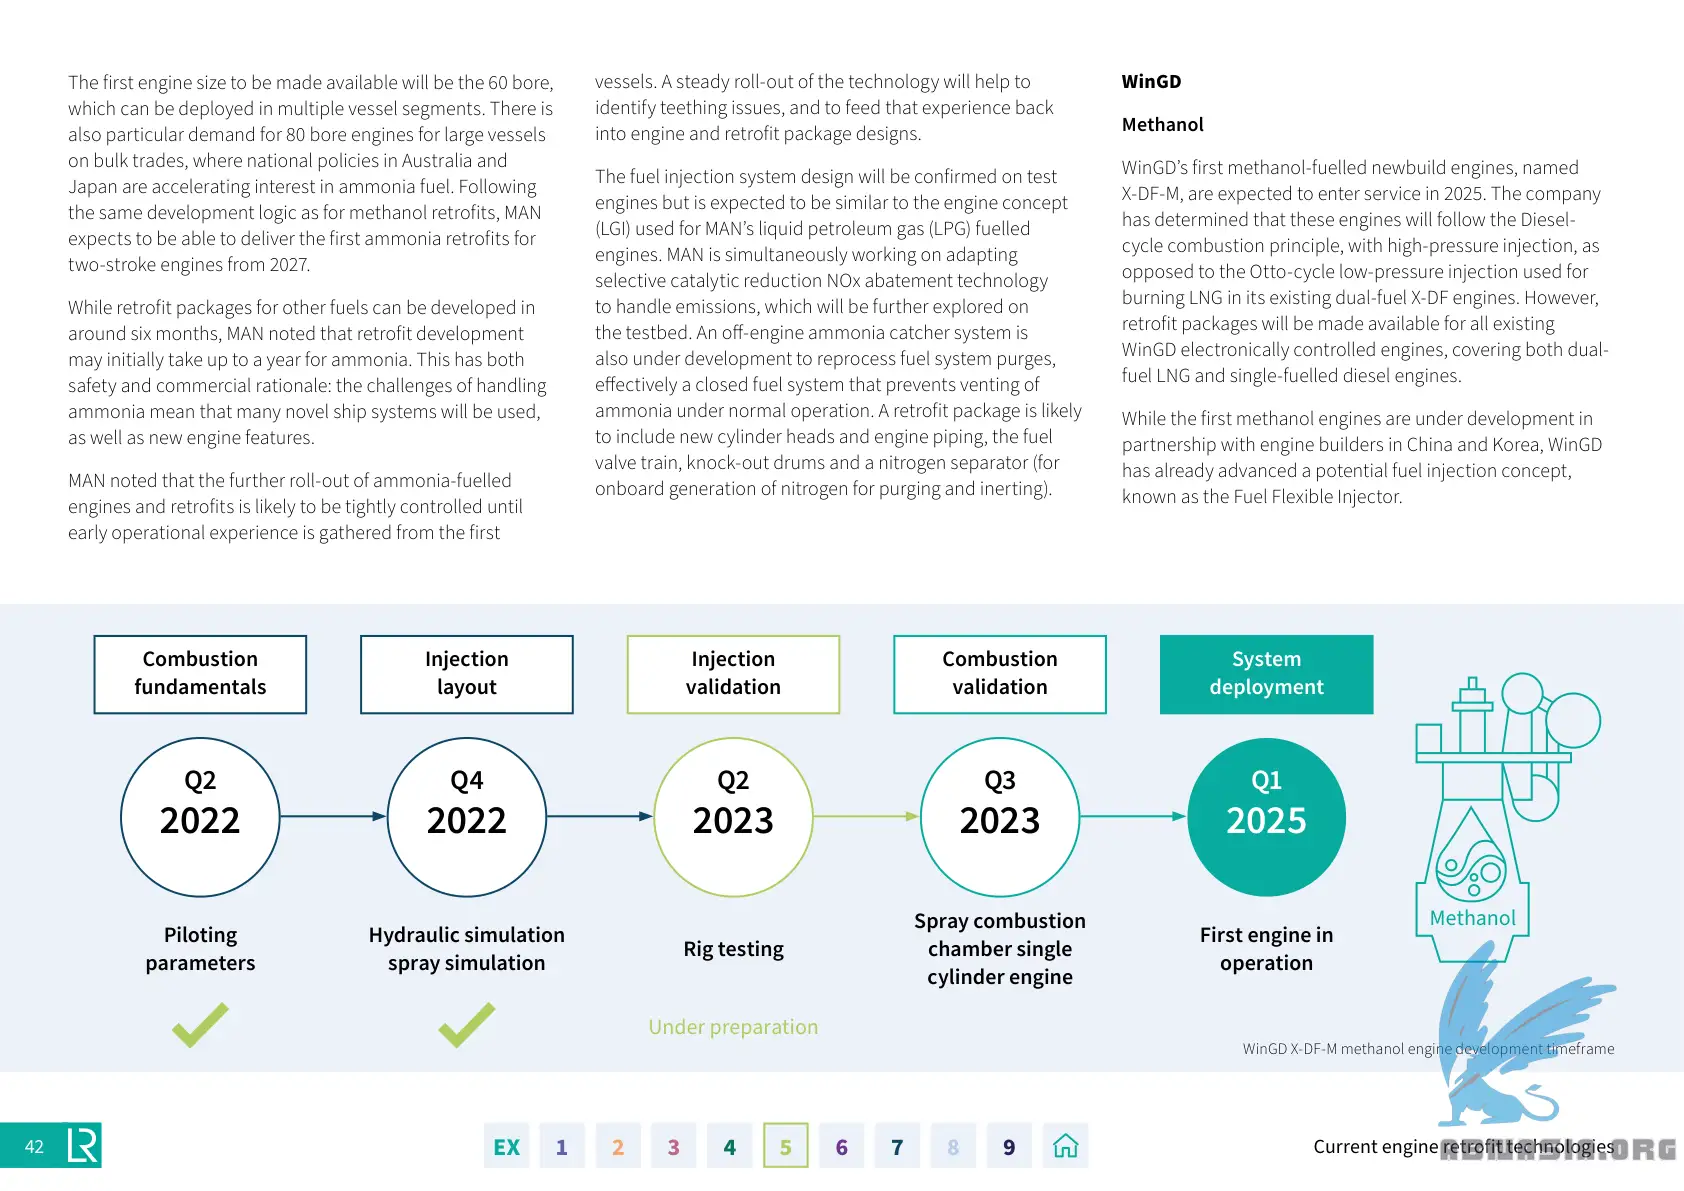 The first engine size to be made available will be the 60 bore,
which can be deployed in multiple vessel segments. There is
also particular demand for 80 bore engines for large vessels
on bulk trades, where national policies in Australia and
Japan are accelerating interest in ammonia fuel. Following
the same development logic as for methanol retrofits, MAN
expects to be able to deliver the first ammonia retrofits for
two-stroke engines from 2027.
While retrofit packages for other fuels can be developed in
around six months, MAN noted that retrofit development
may initially take up to a year for ammonia. This has both
safety and commercial rationale: the challenges of handling
ammonia mean that many novel ship systems will be used,
as well as new engine features.
MAN noted that the further roll-out of ammonia-fuelled
engines and retrofits is likely to be tightly controlled until
early operational experience is gathered from the first
vessels. A steady roll-out of the technology will help to
identify teething issues, and to feed that experience back
into engine and retrofit package designs.
The fuel injection system design will be confirmed on test
engines but is expected to be similar to the engine concept
(LGI) used for MAN's liquid petroleum gas (LPG) fuelled
engines. MAN is simultaneously working on adapting
selective catalytic reduction NOx abatement technology
to handle emissions, which will be further explored on
the testbed. An off-engine ammonia catcher system is
also under development to reprocess fuel system purges,
effectively a closed fuel system that prevents venting of
ammonia under normal operation. A retrofit package is likely
to include new cylinder heads and engine piping, the fuel
valve train, knock-out drums and a nitrogen separator (for
onboard generation of nitrogen for purging and inerting).
WinGD
Methanol
WinGD's first methanol-fuelled newbuild engines, named
X-DF-M, are expected to enter service in 2025. The company
has determined that these engines will follow the Diesel-
cycle combustion principle, with high-pressure injection, as
opposed to the Otto-cycle low-pressure injection used for
burning LNG in its existing dual-fuel X-DF engines. However,
retrofit packages will be made available for all existing
WinGD electronically controlled engines, covering both dual-
fuel LNG and single-fuelled diesel engines.
While the first methanol engines are under development in
partnership with engine builders in China and Korea, WinGD
has already advanced a potential fuel injection concept,
known as the Fuel Flexible Injector.
Combustion
fundamentals
Q2
2022
Piloting
parameters
Injection
layout
Q4
2022
Hydraulic simulation
spray simulation
Injection
validation
Q2
2023
Rig testing
Under preparation
Combustion
validation
Q3
2023
Spray combustion
chamber single
cylinder engine
System
deployment
Q1
2025
First engine in
operation
Methanol
WinGD X-DF-M methanol engine development timeframe
42
LR
EX 1 2 3 4 5 6 7 8 9
Current engine retrofit technologies
ABINASIA.ORG